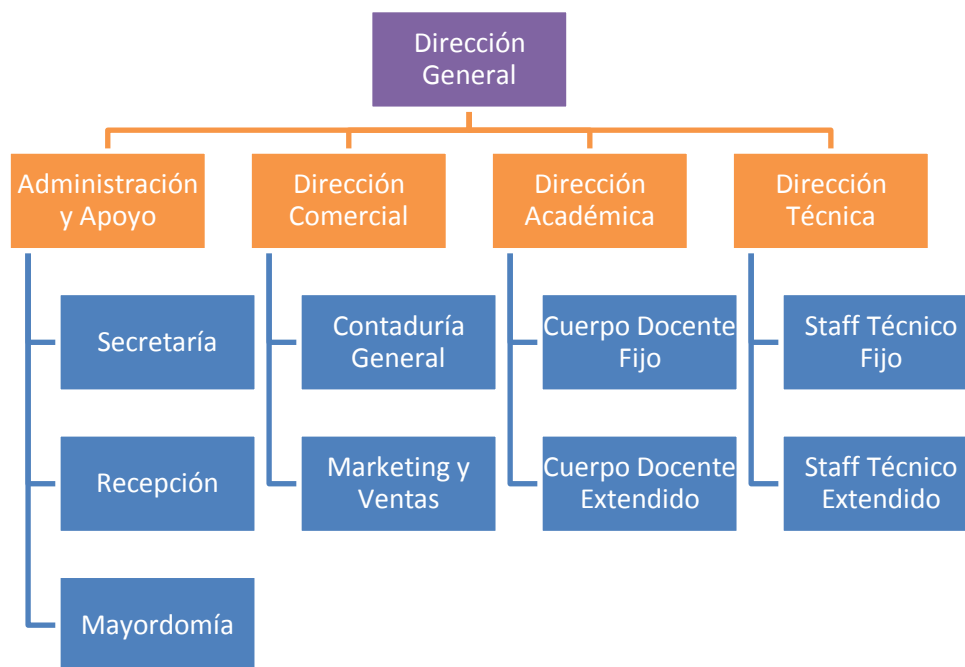 Dirección
General
Administración
y Apoyo
Dirección
Comercial
Dirección
Académica
Dirección
Técnica
Secretaría
Contaduría
General
Cuerpo Docente
Fijo
Staff Técnico
Fijo
Recepción
Marketing y
Ventas
Cuerpo Docente
Extendido
Staff Técnico
Extendido
Mayordomía